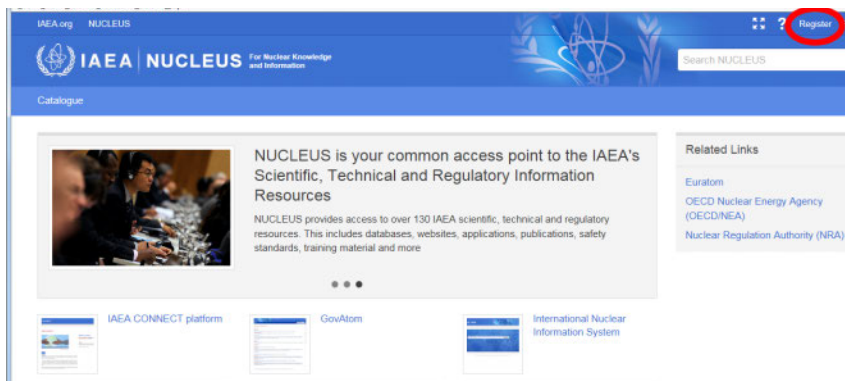 IAEA.org NUCLEUS
? Register
IAEA NUCLEUS For Nuclear Knowledge
and Information
Search NUCLEUS
Catalogue
NUCLEUS is your common access point to the IAEA's
Scientific, Technical and Regulatory Information
Resources
NUCLEUS provides access to over 130 IAEA scientific, technical and regulatory
resources. This includes databases, websites, applications, publications, safety
standards, training material and more
Related Links
Euratom
OECD Nuclear Energy Agency
(OECD/NEA)
Nuclear Regulation Authority (NRA)
IAEA CONNECT platform
GovAtom
International Nuclear
Information System